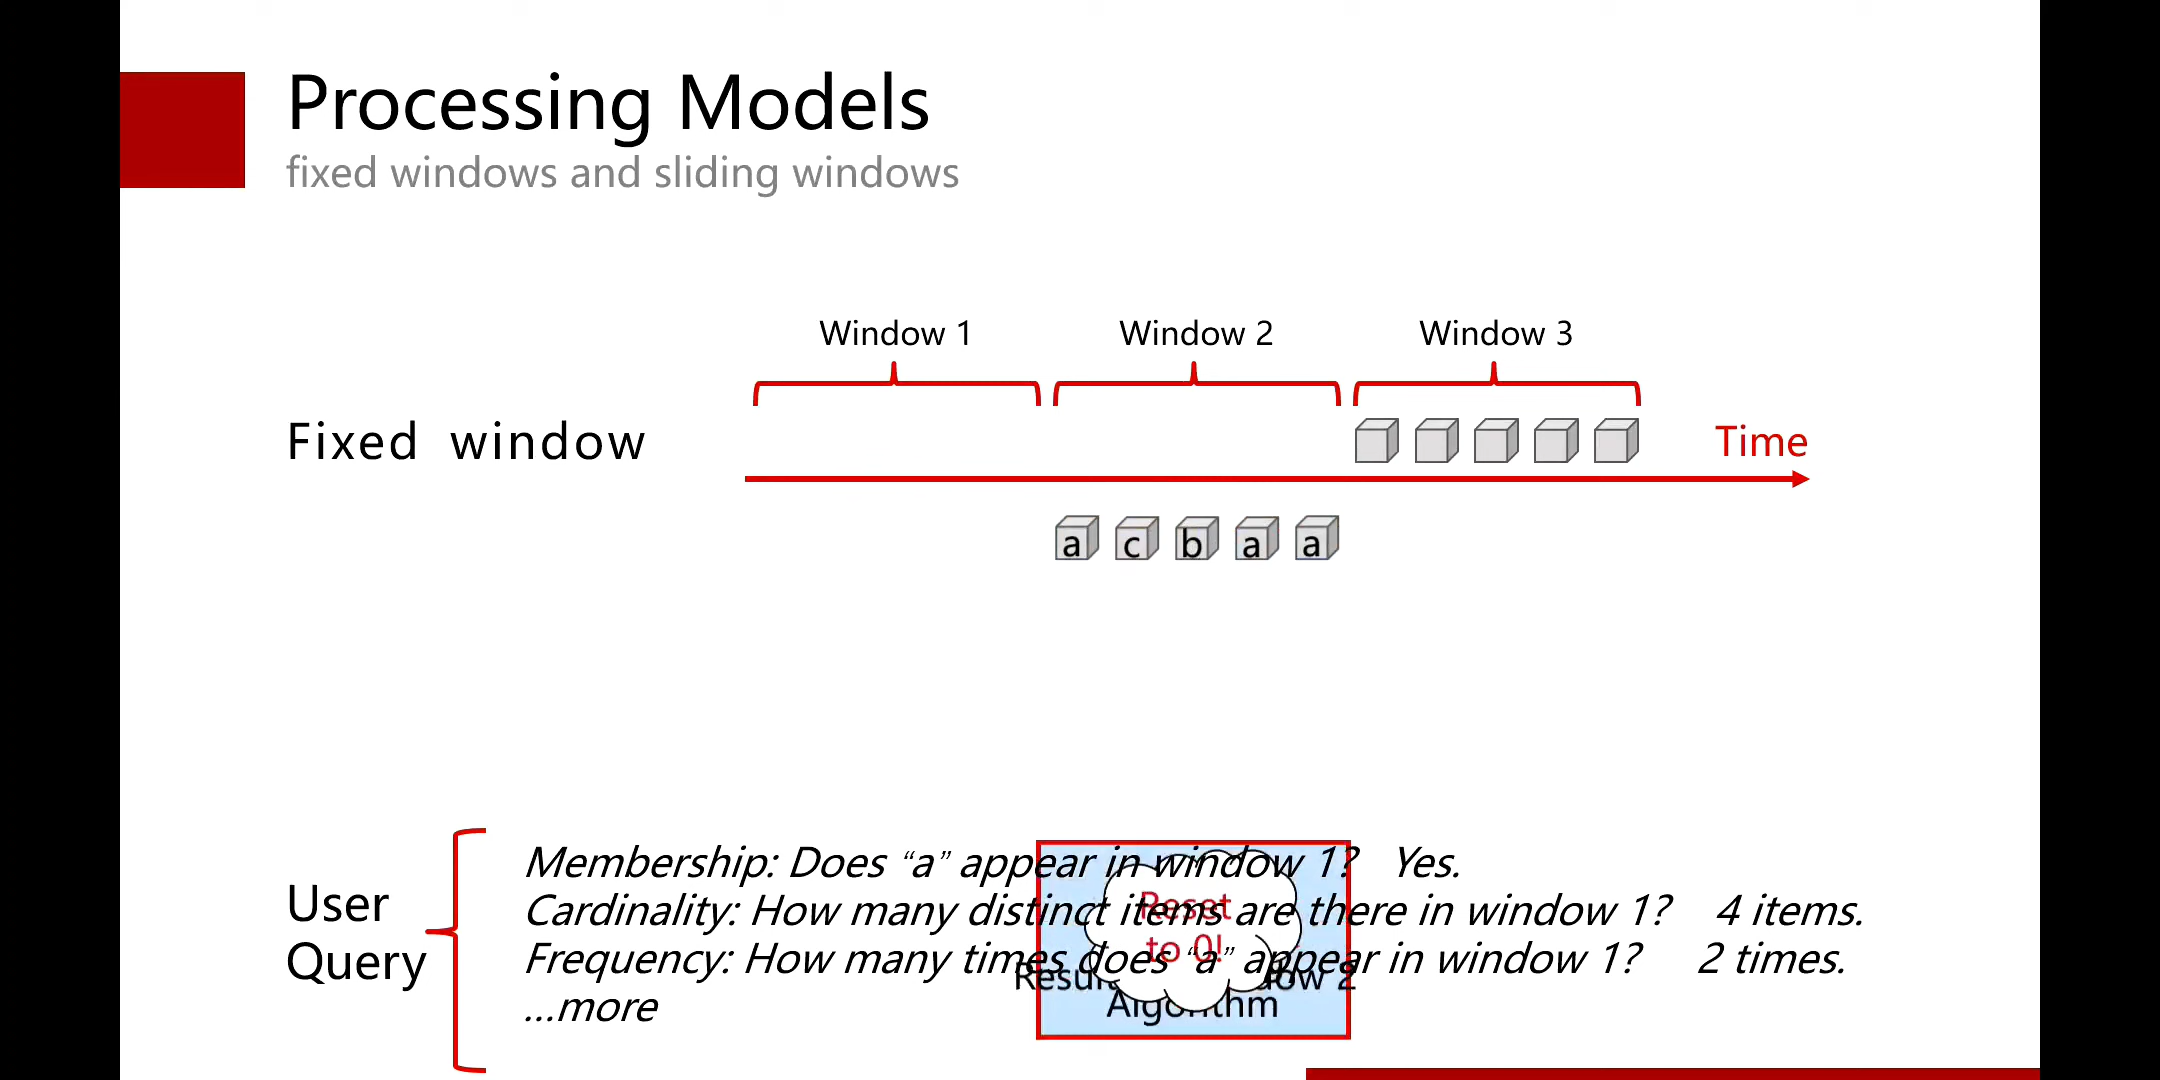 Processing Models
fixed windows and sliding windows
Window 1
Window 2
Window 3
Fixed window
Time
a
c
b
a
a
User
Query
Membership: Does “a” appear in window 1? Yes.
Cardinality: How many distinct items are there in window 1? 4 items.
Frequency: How many times does “a” appear in window 1? 2 times.
...more
Reset
to 0!
Algorithm